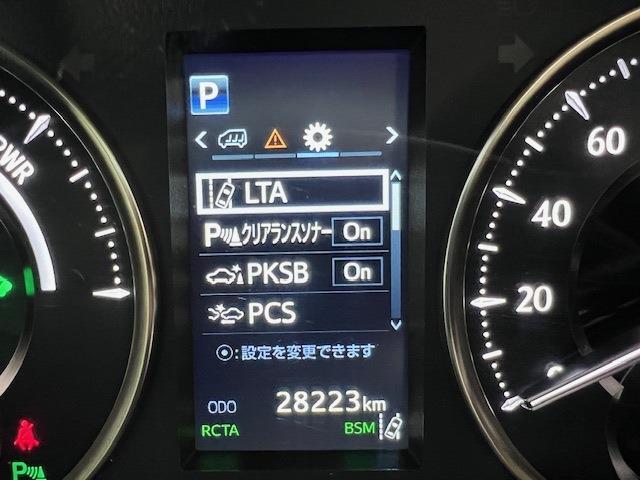 P
LTA
P クリアランスソナー On
PKSB On
PCS
:設定を変更できます
ODO 28223km
RCTA BSM
PWR
60
40
20
0
P